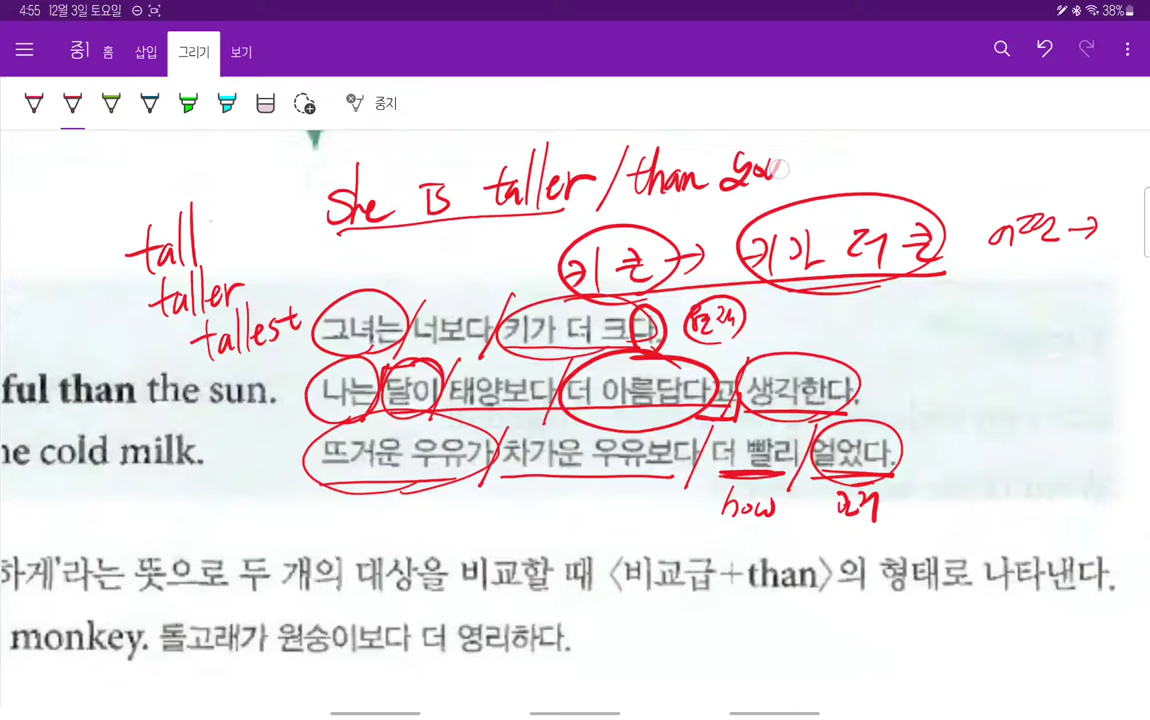 4:55 12월 3일 토요일 38%
중1 홈 삽입 그리기 보기
중지
She is taller / than you
tall
키 큰 → 키가 더 큰 어떤 →
taller
tallest
그녀는 / 너보다 / 키가 더 크다.
ful than the sun. 나는 달이 / 태양보다 / 더 아름답다고 생각한다.
ne cold milk. 뜨거운 우유가 / 차가운 우유보다 / 더 빨리 / 얼었다.
how 과거
하게'라는 뜻으로 두 개의 대상을 비교할 때 〈비교급+than〉의 형태로 나타낸다.
monkey. 돌고래가 원숭이보다 더 영리하다.